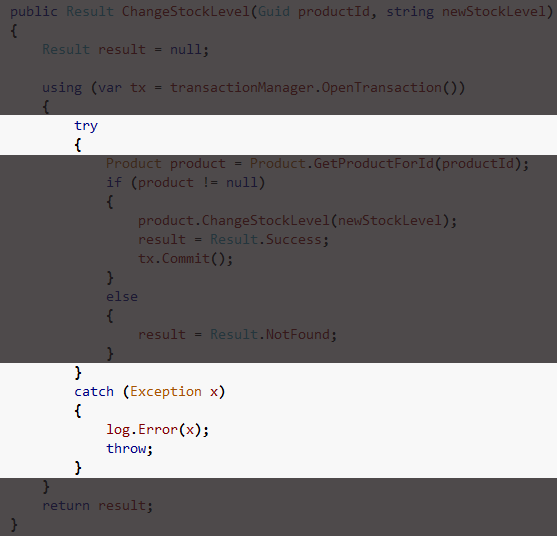 public Result ChangeStockLevel(Guid productId, string newStockLevel)
{
    Result result = null;

    using (var tx = transactionManager.OpenTransaction())
    {
        try
        {
            Product product = Product.GetProductForId(productId);
            if (product != null)
            {
                product.ChangeStockLevel(newStockLevel);
                result = Result.Success;
                tx.Commit();
            }
            else
            {
                result = Result.NotFound;
            }
        }
        catch (Exception x)
        {
            log.Error(x);
            throw;
        }
    }
    return result;
}